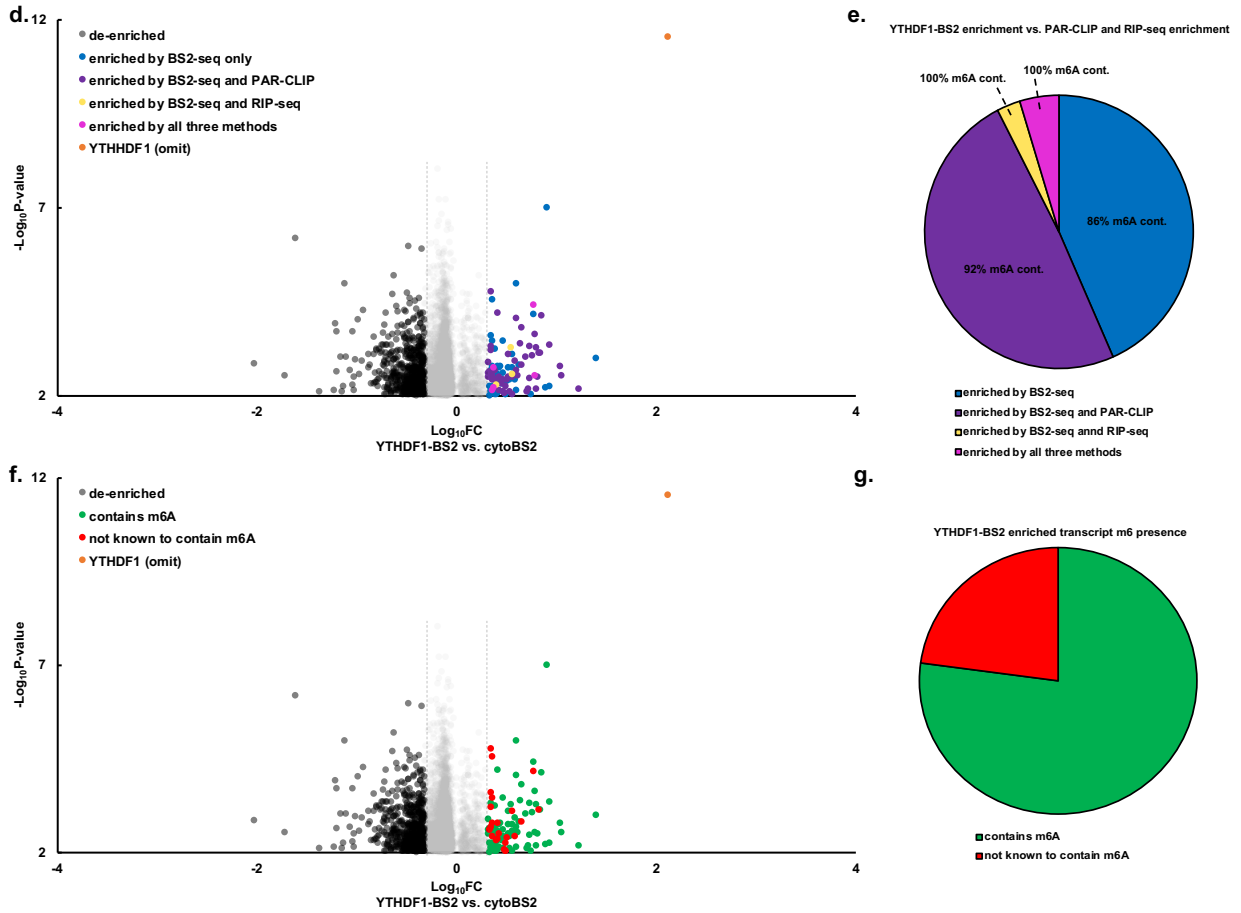 d.
12
7
2
-Log10P-value
de-enriched
enriched by BS2-seq only
enriched by BS2-seq and PAR-CLIP
enriched by BS2-seq and RIP-seq
enriched by all three methods
YTHHDF1 (omit)
-4
-2
0
2
4
Log10FC
YTHDF1-BS2 vs. cytoBS2
e.
YTHDF1-BS2 enrichment vs. PAR-CLIP and RIP-seq enrichment
100% m6A cont.
100% m6A cont.
86% m6A cont.
92% m6A cont.
enriched by BS2-seq
enriched by BS2-seq and PAR-CLIP
enriched by BS2-seq annd RIP-seq
enriched by all three methods
f.
12
7
2
-Log10P-value
de-enriched
contains m6A
not known to contain m6A
YTHDF1 (omit)
-4
-2
0
2
4
Log10FC
YTHDF1-BS2 vs. cytoBS2
g.
YTHDF1-BS2 enriched transcript m6 presence
contains m6A
not known to contain m6A